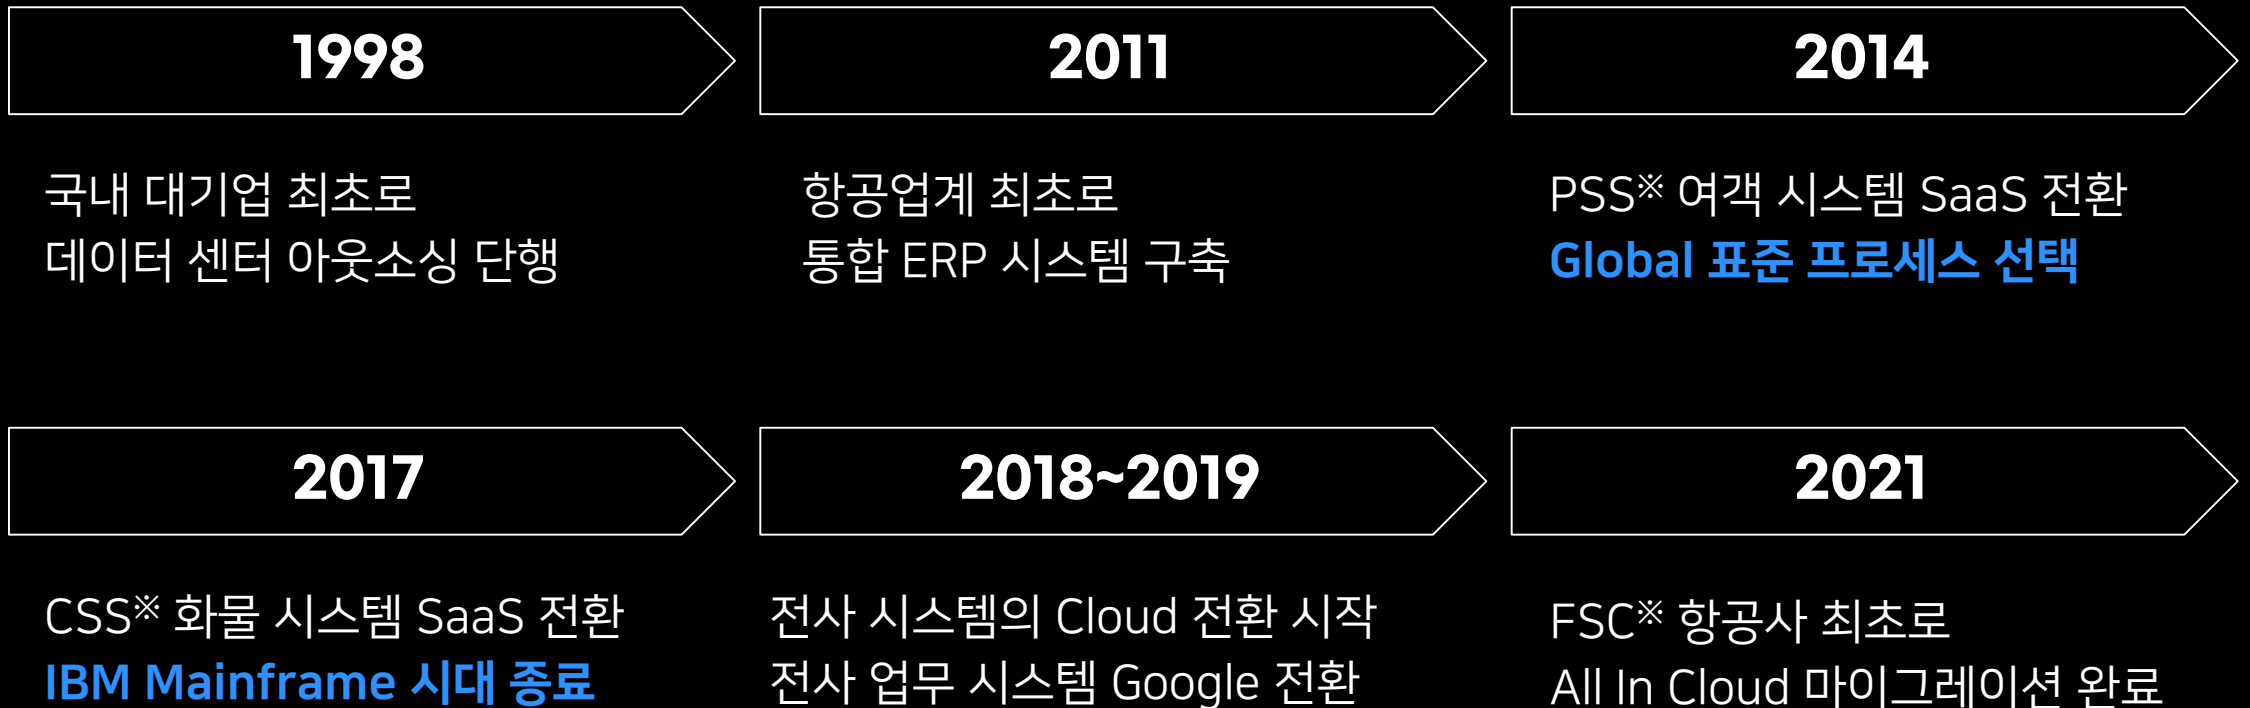 1998
국내 대기업 최초로
데이터 센터 아웃소싱 단행
2011
항공업계 최초로
통합 ERP 시스템 구축
2014
PSS※ 여객 시스템 SaaS 전환
Global 표준 프로세스 선택
2017
CSS※ 화물 시스템 SaaS 전환
IBM Mainframe 시대 종료
2018~2019
전사 시스템의 Cloud 전환 시작
전사 업무 시스템 Google 전환
2021
FSC※ 항공사 최초로
All In Cloud 마이그레이션 완료